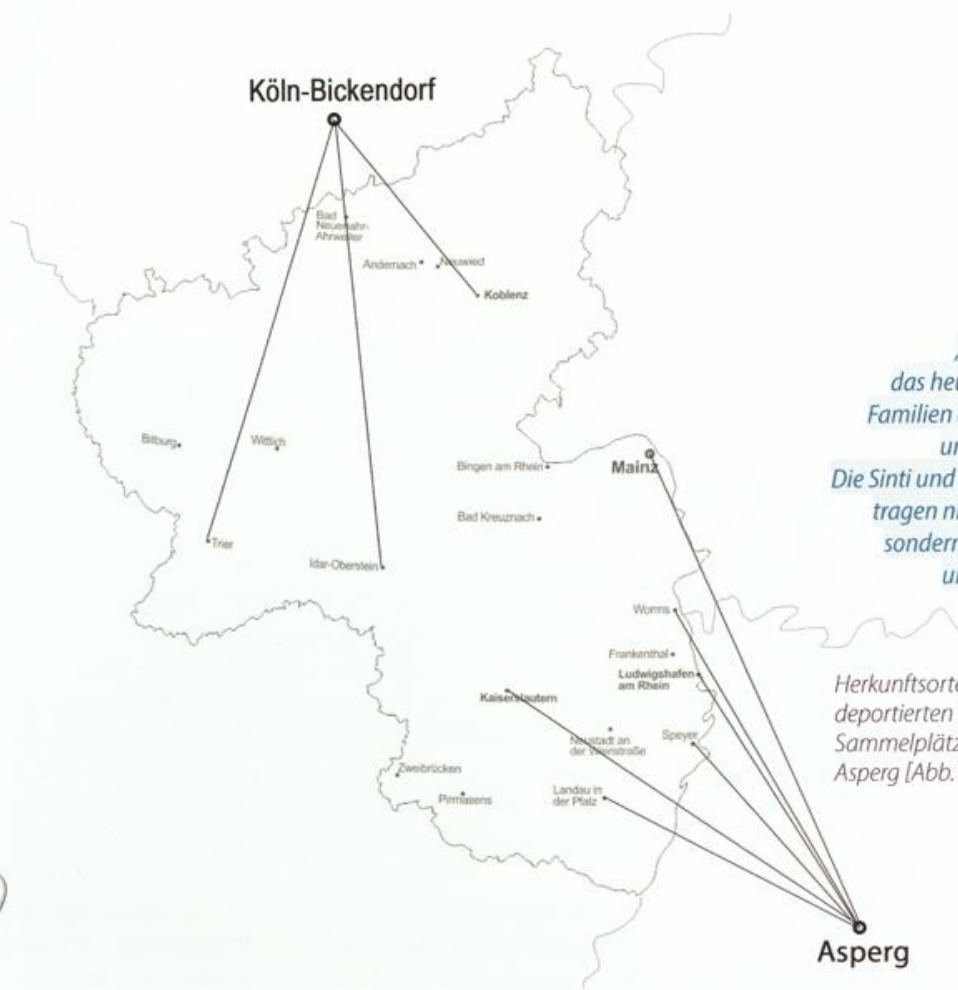 Köln-Bickendorf
Bad
Neuenahr-
Ahrweiler
Andernach
Neuwied
Koblenz
Bitburg
Wittlich
Bingen am Rhein
Mainz
Bad Kreuznach
Trier
Idar-Oberstein
Worms
Frankenthal
Ludwigshafen
am Rhein
Kaiserslautern
Neustadt an
der Weinstraße
Speyer
Zweibrücken
Pirmasens
Landau in
der Pfalz
Asperg
das heu
Familien
un
Die Sinti und
tragen ni
sondern
un
Herkunftsorte
deportierten
Sammelplätz
Asperg [Abb.